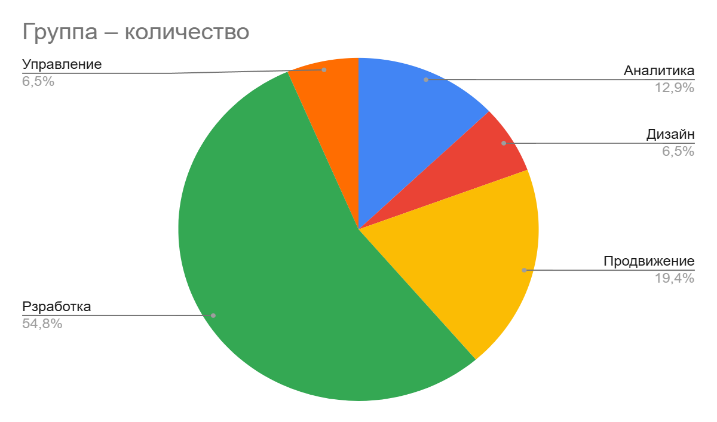 Группа – количество
Управление
6,5%
Аналитика
12,9%
Дизайн
6,5%
Продвижение
19,4%
Рзработка
54,8%